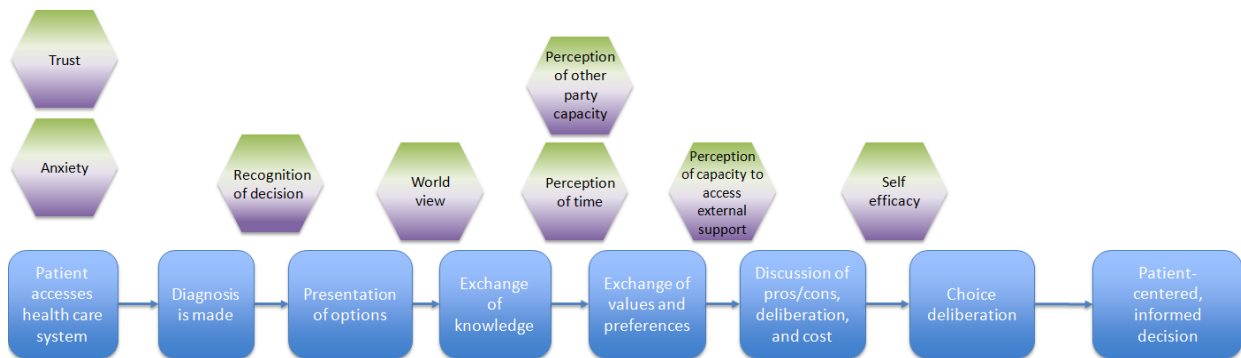 Trust
Anxiety
Recognition
of decision
World
view
Perception
of other
party
capacity
Perception
of time
Perception
of capacity to
access
external
support
Self
efficacy
Patient
accesses
health care
system
Diagnosis
is made
Presentation
of options
Exchange
of
knowledge
Exchange of
values and
preferences
Discussion of
pros/cons,
deliberation,
and cost
Choice
deliberation
Patient-
centered,
informed
decision